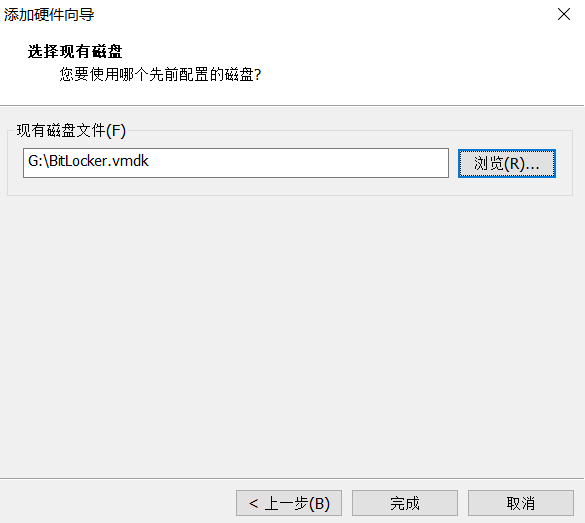 添加硬件向导
选择现有磁盘
您要使用哪个先前配置的磁盘?
现有磁盘文件(F)
G:\BitLocker.vmdk
浏览(R)...
< 上一步(B)
完成
取消